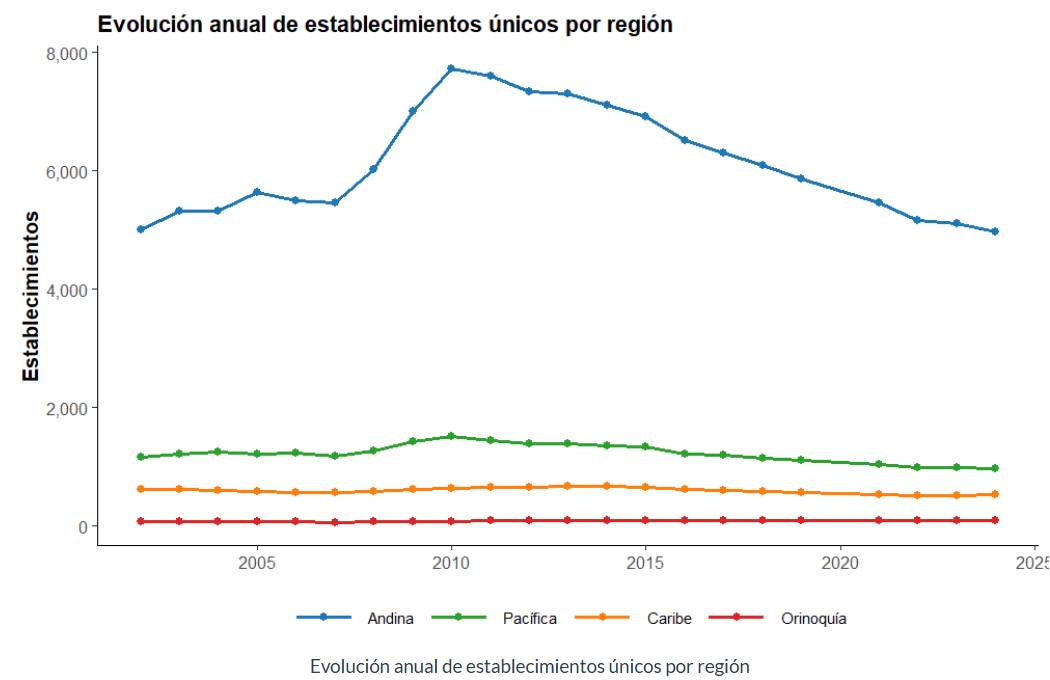 Evolución anual de establecimientos únicos por región
8,000
6,000
4,000
2,000
0
Establecimientos
2005 2010 2015 2020 2025
Andina Pacífica Caribe Orinoquía
Evolución anual de establecimientos únicos por región